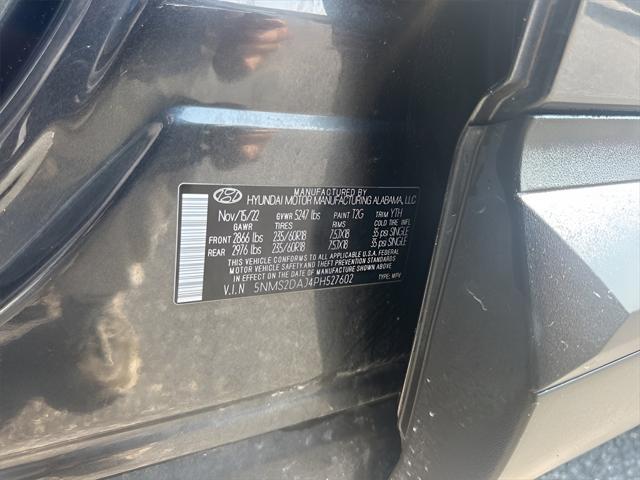 MANUFACTURED BY
HYUNDAI MOTOR MANUFACTURING ALABAMA, LLC
Nov/15/22 GVWR 5247 lbs PAINT T2G TRIM YTH
GAWR TIRES RIMS COLD TIRE INFL.
FRONT 2866 lbs 235/60R18 7.5JX18 35 psi SINGLE
REAR 2976 lbs 235/60R18 7.5JX18 35 psi SINGLE
THIS VEHICLE CONFORMS TO ALL APPLICABLE U.S.A. FEDERAL
MOTOR VEHICLE SAFETY AND THEFT PREVENTION STANDARDS
IN EFFECT ON THE DATE OF MANUFACTURE SHOWN ABOVE.
V.I.N 5NMS2DAJ4PH527602 TYPE: MPV